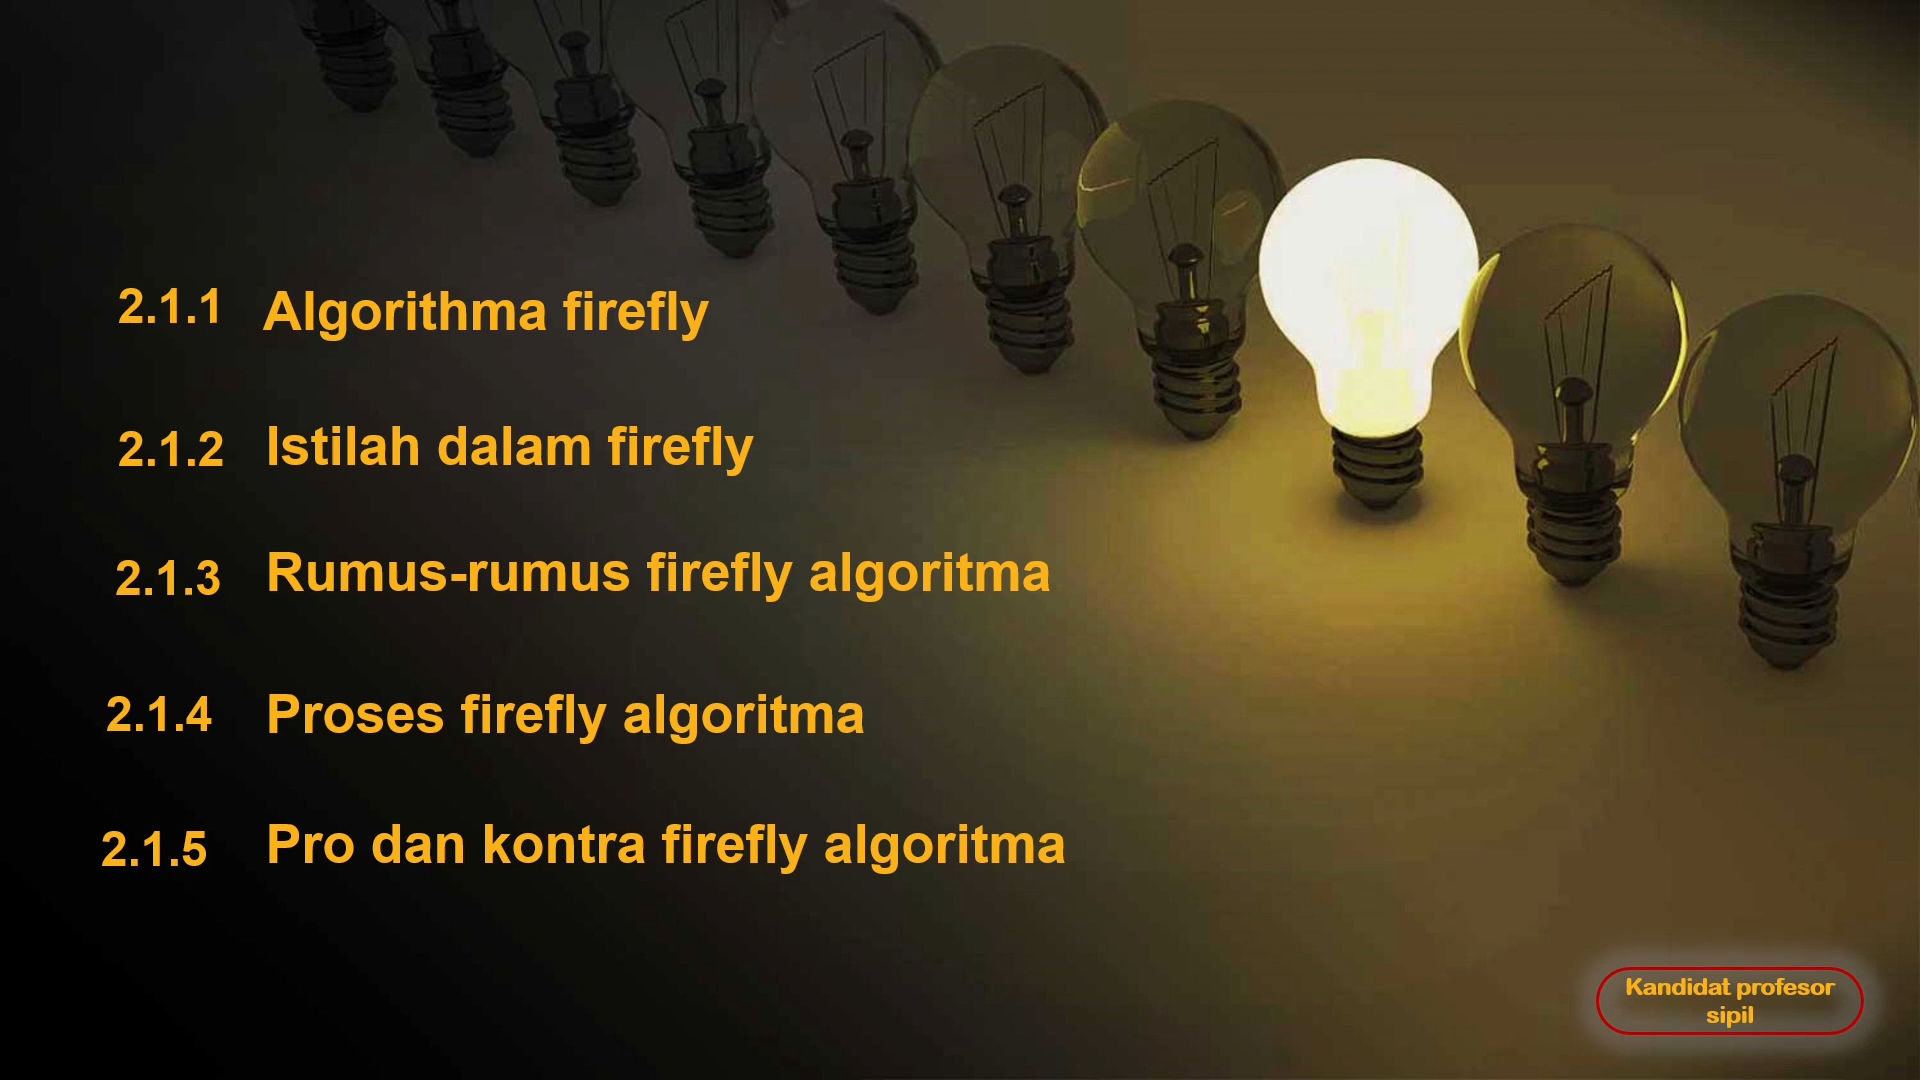 2.1.1 Algorithma firefly
2.1.2 Istilah dalam firefly
2.1.3 Rumus-rumus firefly algoritma
2.1.4 Proses firefly algoritma
2.1.5 Pro dan kontra firefly algoritma
Kandidat profesor
sipil